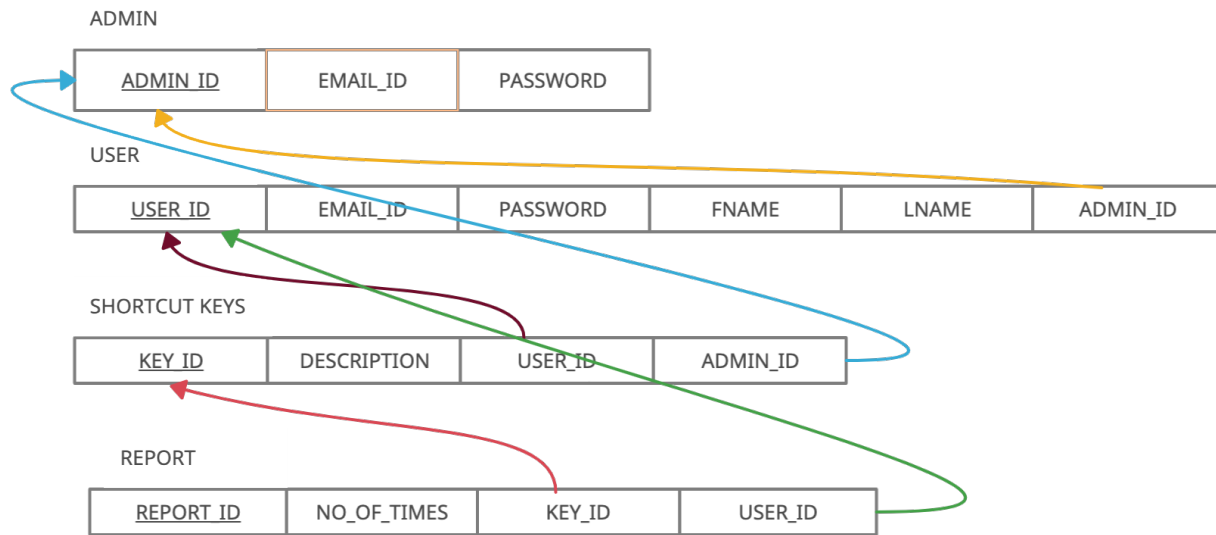 ADMIN
ADMIN_ID EMAIL_ID PASSWORD
USER
USER_ID EMAIL_ID PASSWORD FNAME LNAME ADMIN_ID
SHORTCUT KEYS
KEY_ID DESCRIPTION USER_ID ADMIN_ID
REPORT
REPORT_ID NO_OF_TIMES KEY_ID USER_ID